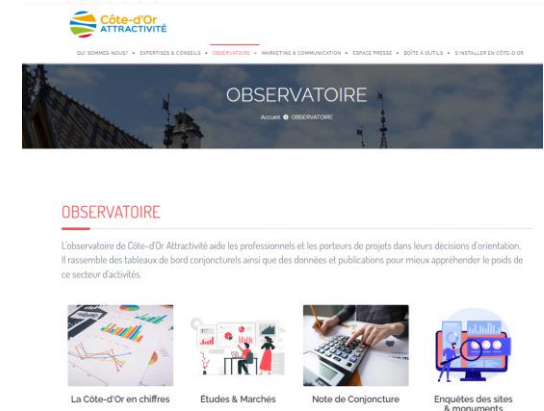 Côte-d'Or
ATTRACTIVITÉ
QUI SOMMES-NOUS? • EXPERTISES & CONSEILS • OBSERVATOIRE • MARKETING & COMMUNICATION • ESPACE PRESSE • BOÎTE À OUTILS • S'INSTALLER EN CÔTE-D'OR
OBSERVATOIRE
Accueil OBSERVATOIRE
OBSERVATOIRE
L'observatoire de Côte-d'Or Attractivité aide les professionnels et les porteurs de projets dans leurs décisions d'orientation.
Il rassemble des tableaux de bord conjoncturels ainsi que des données et publications pour mieux appréhender le poids de
ce secteur d'activités.
La Côte-d'Or en chiffres
Études & Marchés
Note de Conjoncture
Enquêtes des sites
& monuments